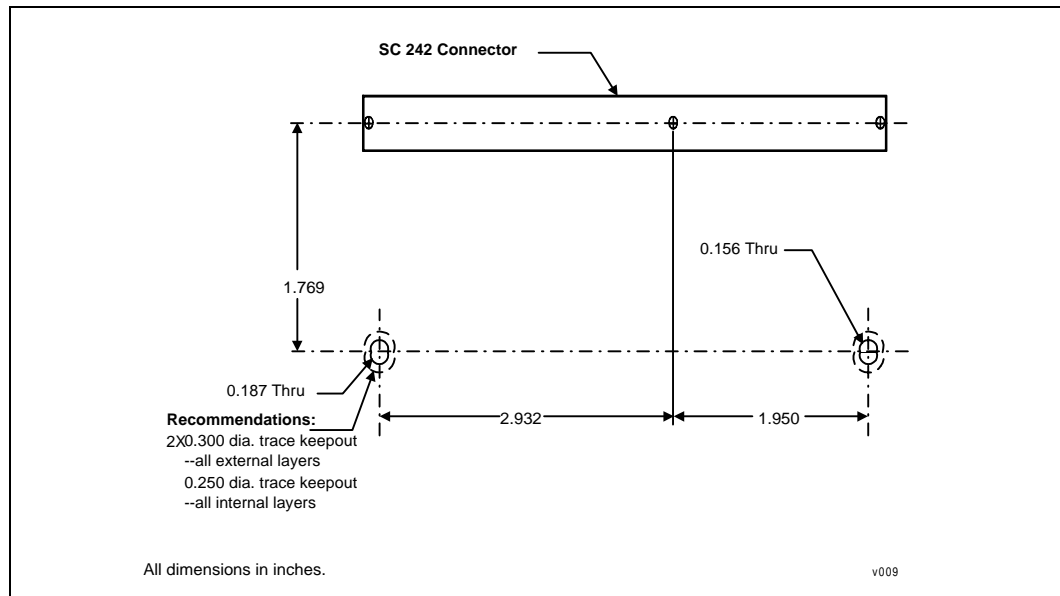 SC 242 Connector
0.156 Thru
1.769
0.187 Thru
2.932
1.950
Recommendations:
2X0.300 dia. trace keepout
--all external layers
0.250 dia. trace keepout
--all internal layers
All dimensions in inches.
v009